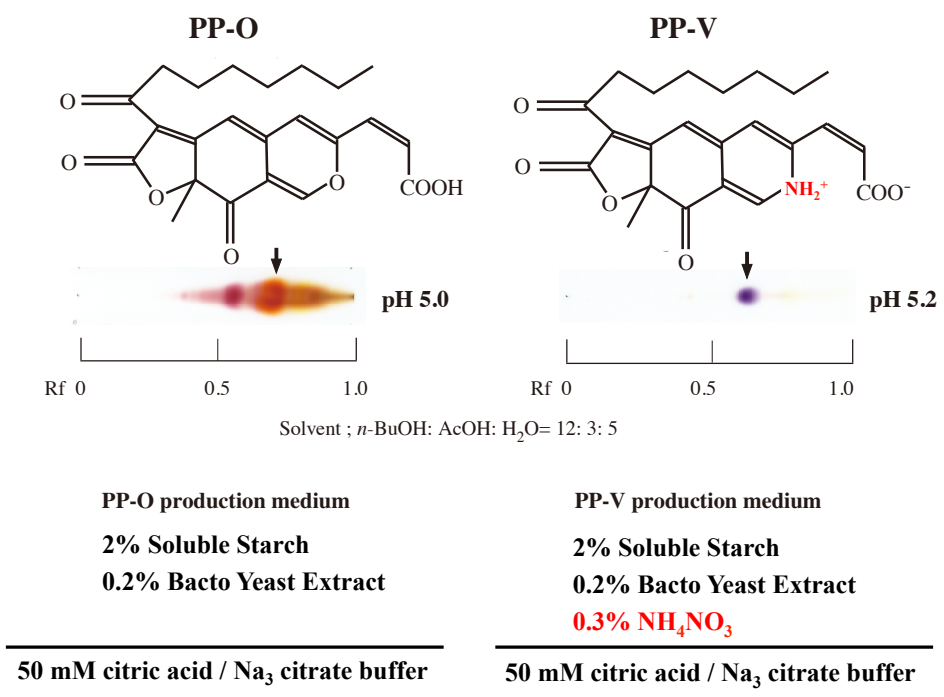 PP-O PP-V
O O
O O
O O COOH O NH₂⁺ COO⁻
O ⁻ O
pH 5.0 pH 5.2
Rf 0 0.5 1.0 Rf 0 0.5 1.0
Solvent ; n-BuOH: AcOH: H₂O= 12: 3: 5
PP-O production medium
2% Soluble Starch
0.2% Bacto Yeast Extract
50 mM citric acid / Na₃ citrate buffer
PP-V production medium
2% Soluble Starch
0.2% Bacto Yeast Extract
0.3% NH₄NO₃
50 mM citric acid / Na₃ citrate buffer